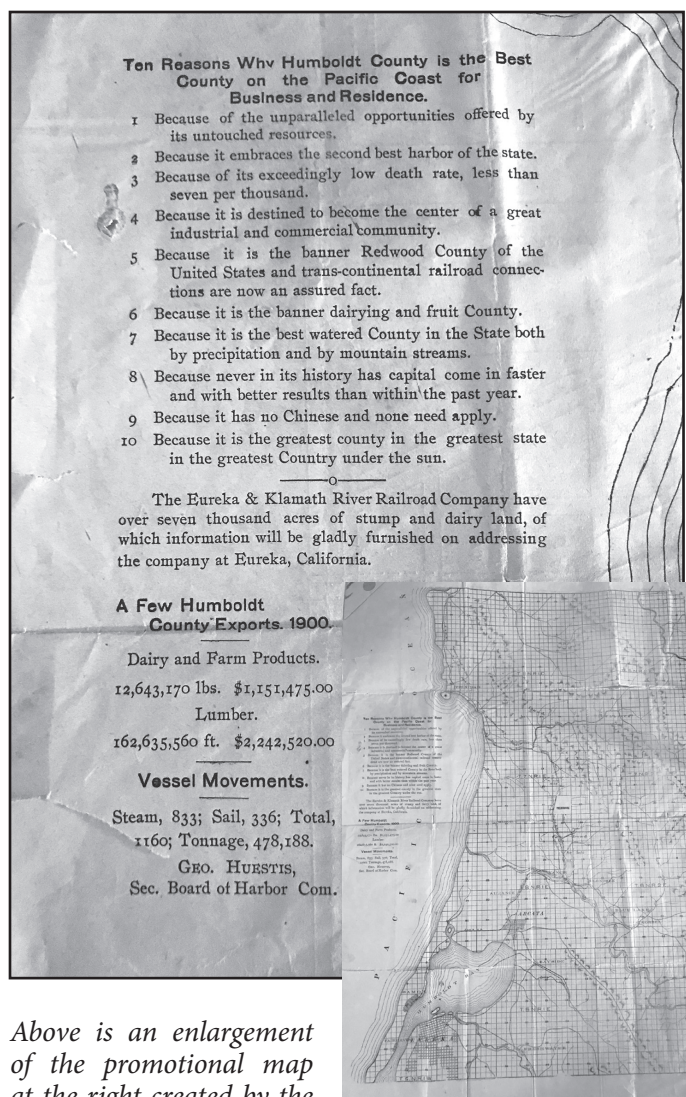 Ten Reasons Why Humboldt County is the Best
County on the Pacific Coast for
Business and Residence.
1 Because of the unparalleled opportunities offered by
its untouched resources.
2 Because it embraces the second best harbor of the state.
3 Because of its exceedingly low death rate, less than
seven per thousand.
4 Because it is destined to become the center of a great
industrial and commercial community.
5 Because it is the banner Redwood County of the
United States and trans-continental railroad connec-
tions are now an assured fact.
6 Because it is the banner dairying and fruit County.
7 Because it is the best watered County in the State both
by precipitation and by mountain streams.
8 Because never in its history has capital come in faster
and with better results than within the past year.
9 Because it has no Chinese and none need apply.
10 Because it is the greatest county in the greatest state
in the greatest Country under the sun.
The Eureka & Klamath River Railroad Company have
over seven thousand acres of stump and dairy land, of
which information will be gladly furnished on addressing
the company at Eureka, California.
A Few Humboldt
County Exports. 1900.
Dairy and Farm Products.
12,643,170 lbs. $1,151,475.00
Lumber.
162,635,560 ft. $2,242,520.00
Vessel Movements.
Steam, 833; Sail, 336; Total,
1160; Tonnage, 478,188.
Geo. Huestis,
Sec. Board of Harbor Com.
ARCATA
EUREKA
Above is an enlargement
of the promotional map
at the right created by the